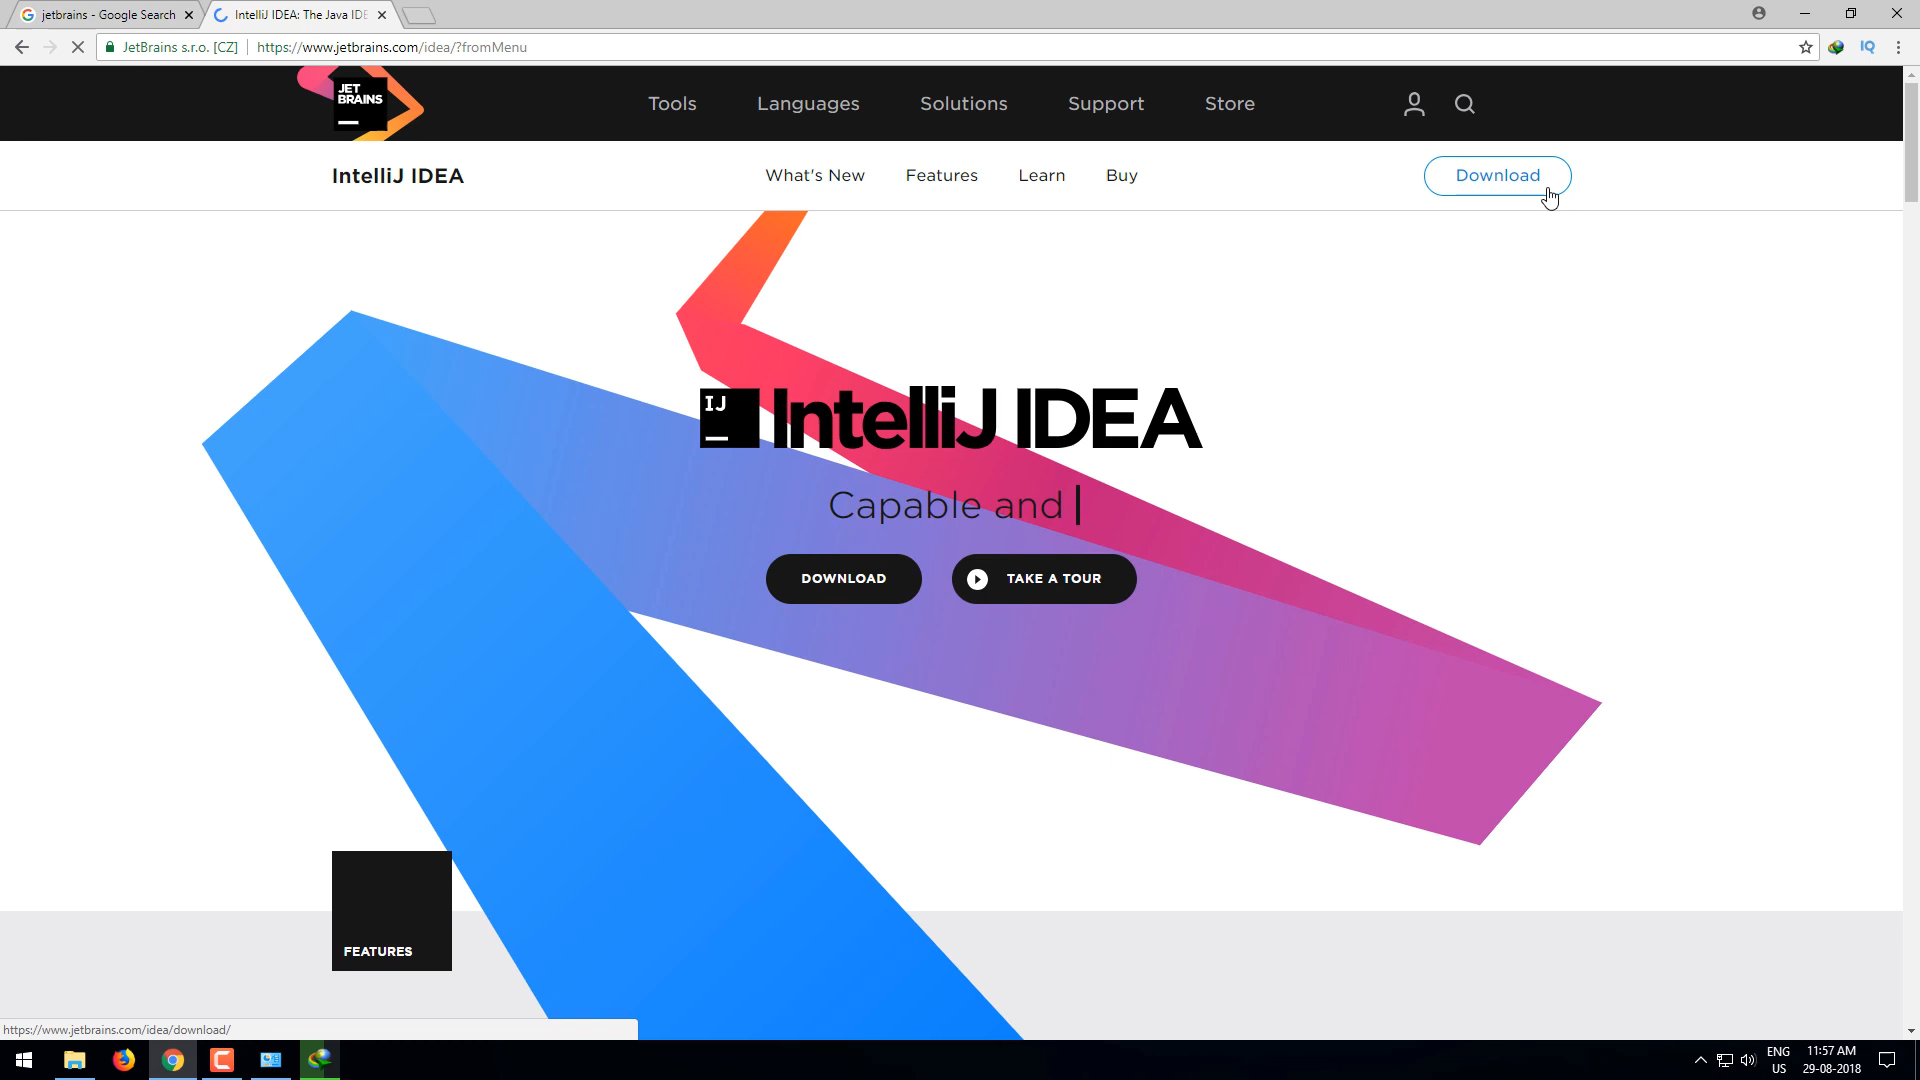 jetbrains - Google Search
IntelliJ IDEA: The Java IDE
JetBrains s.r.o. [CZ]
https://www.jetbrains.com/idea/?fromMenu
IQ
JET
BRAINS
Tools
Languages
Solutions
Support
Store
IntelliJ IDEA
What's New
Features
Learn
Buy
Download
IJ
IntelliJ IDEA
Capable and
DOWNLOAD
TAKE A TOUR
FEATURES
https://www.jetbrains.com/idea/download/
ENG
US
11:57 AM
29-08-2018